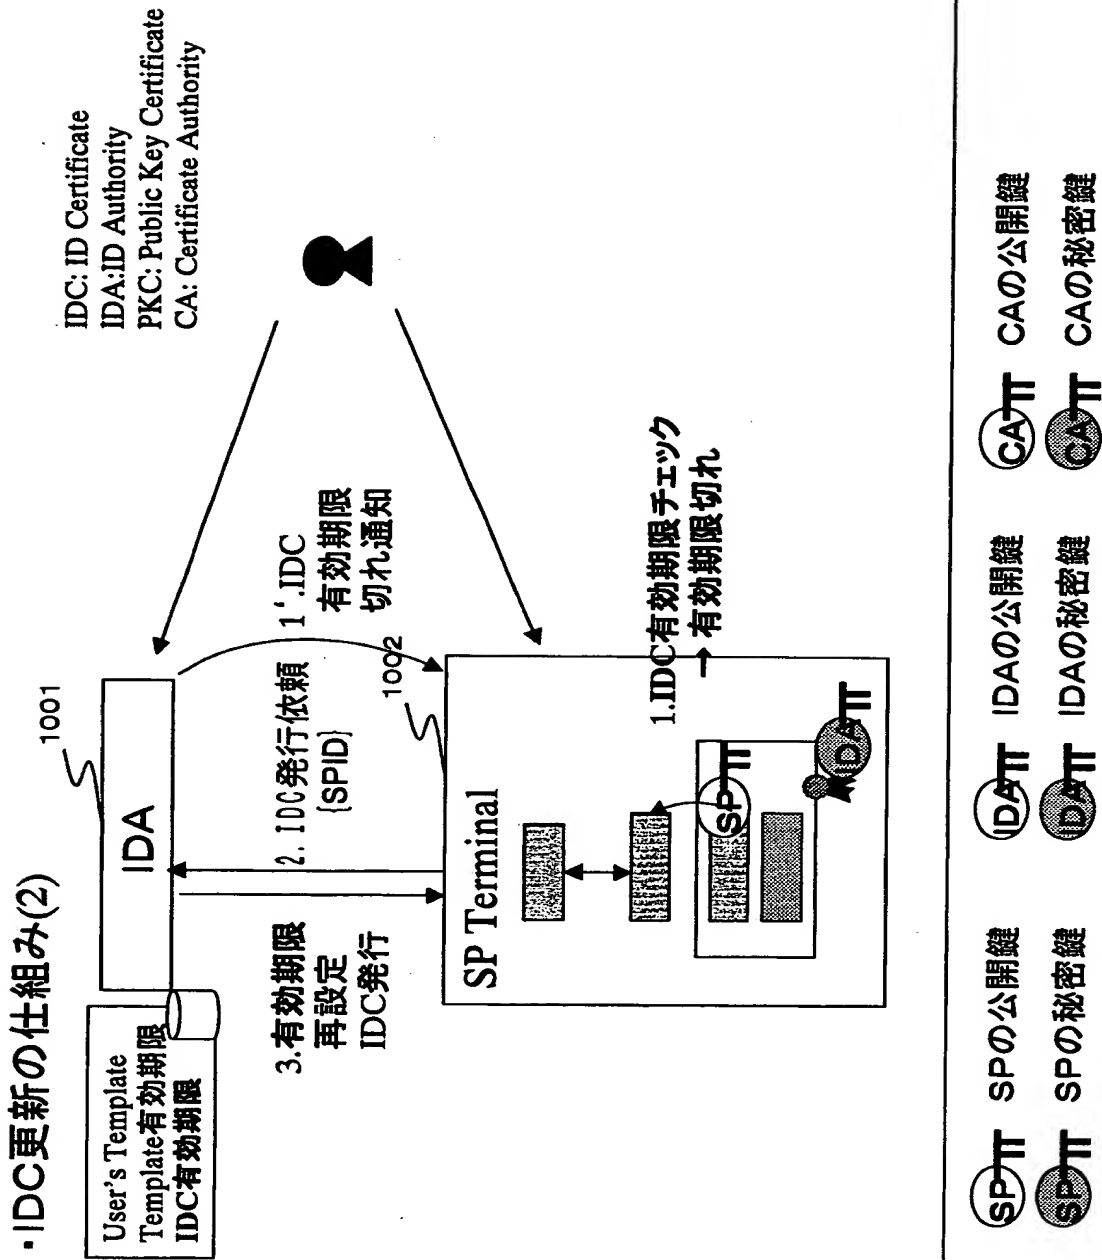 ・IDC更新の仕組み(2)
IDC: ID Certificate
IDA:ID Authority
PKC: Public Key Certificate
CA: Certificate Authority
User's Template
Template有効期限
IDC有効期限
IDA
1001
3.有効期限
再設定
IDC発行
2.IDC発行依頼
{SPID}
1'.IDC
有効期限
切れ通知
1002
SP Terminal
1.IDC有効期限チェック
→有効期限切れ
SP
IDA
SP SPの公開鍵
IDA IDAの公開鍵
CA CAの公開鍵
SP SPの秘密鍵
IDA IDAの秘密鍵
CA CAの秘密鍵